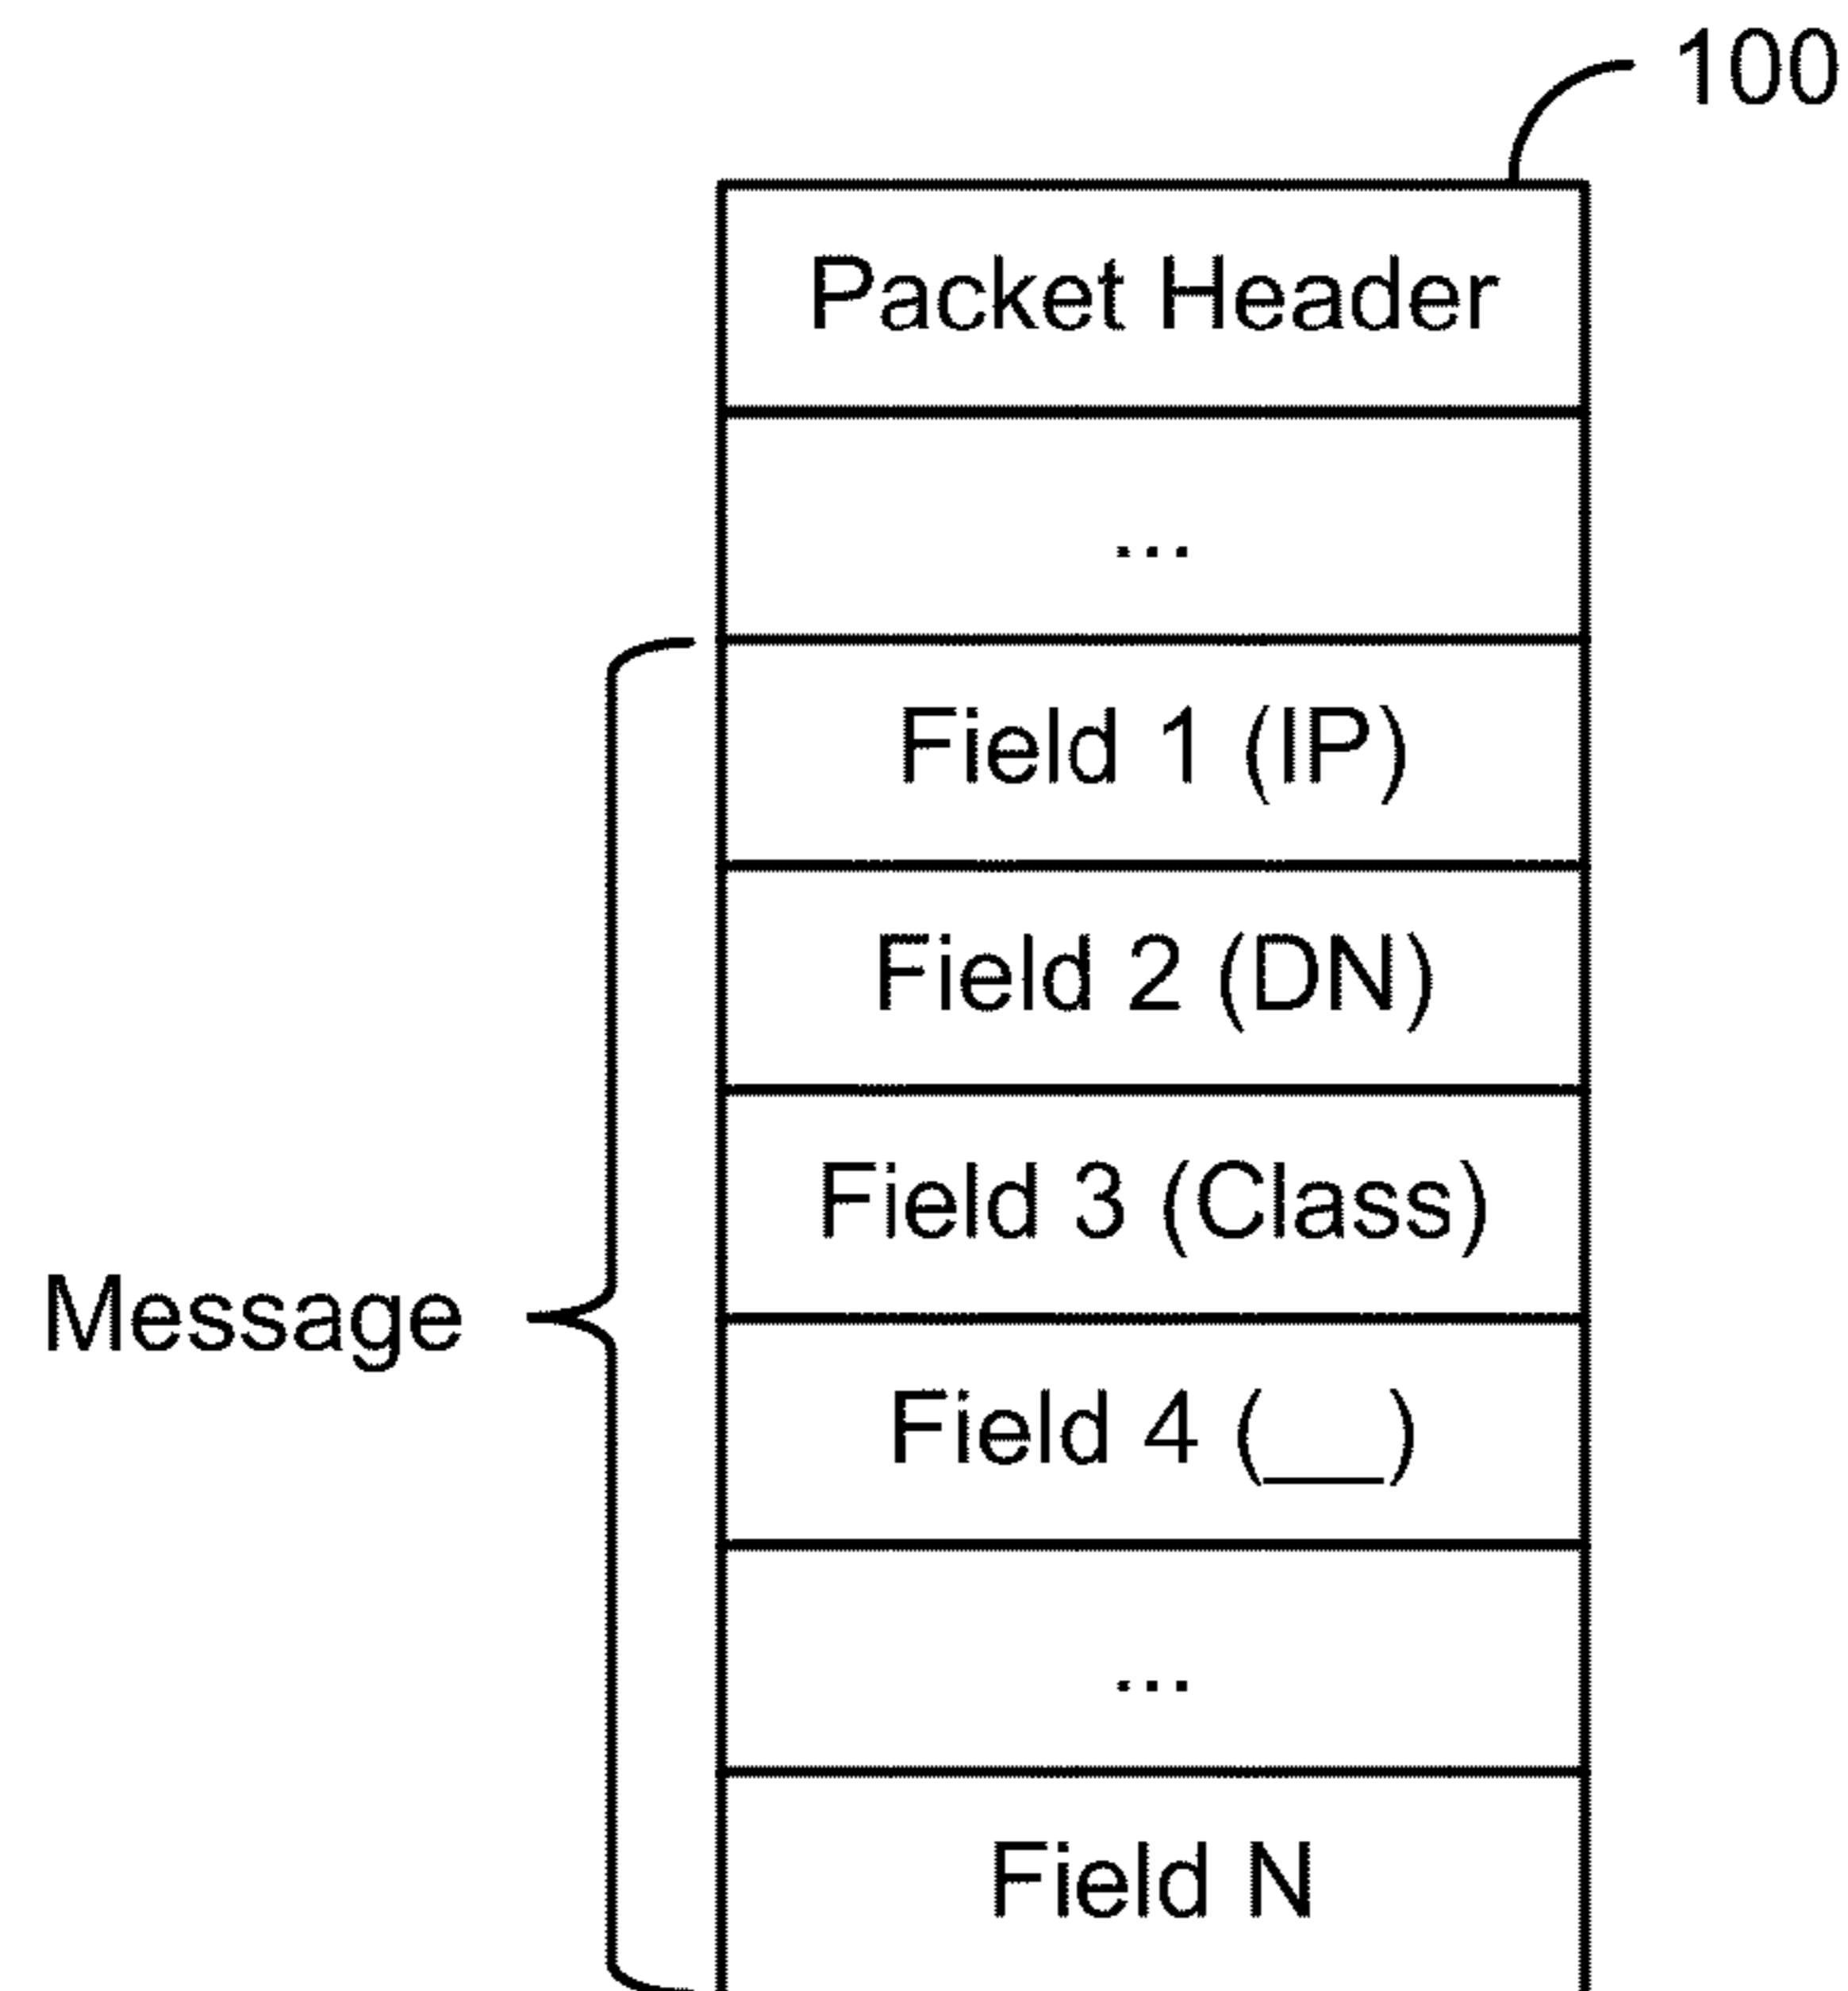 100
Packet Header
...
Field 1 (IP)
Field 2 (DN)
Field 3 (Class)
Message
Field 4 (__)
...
Field N